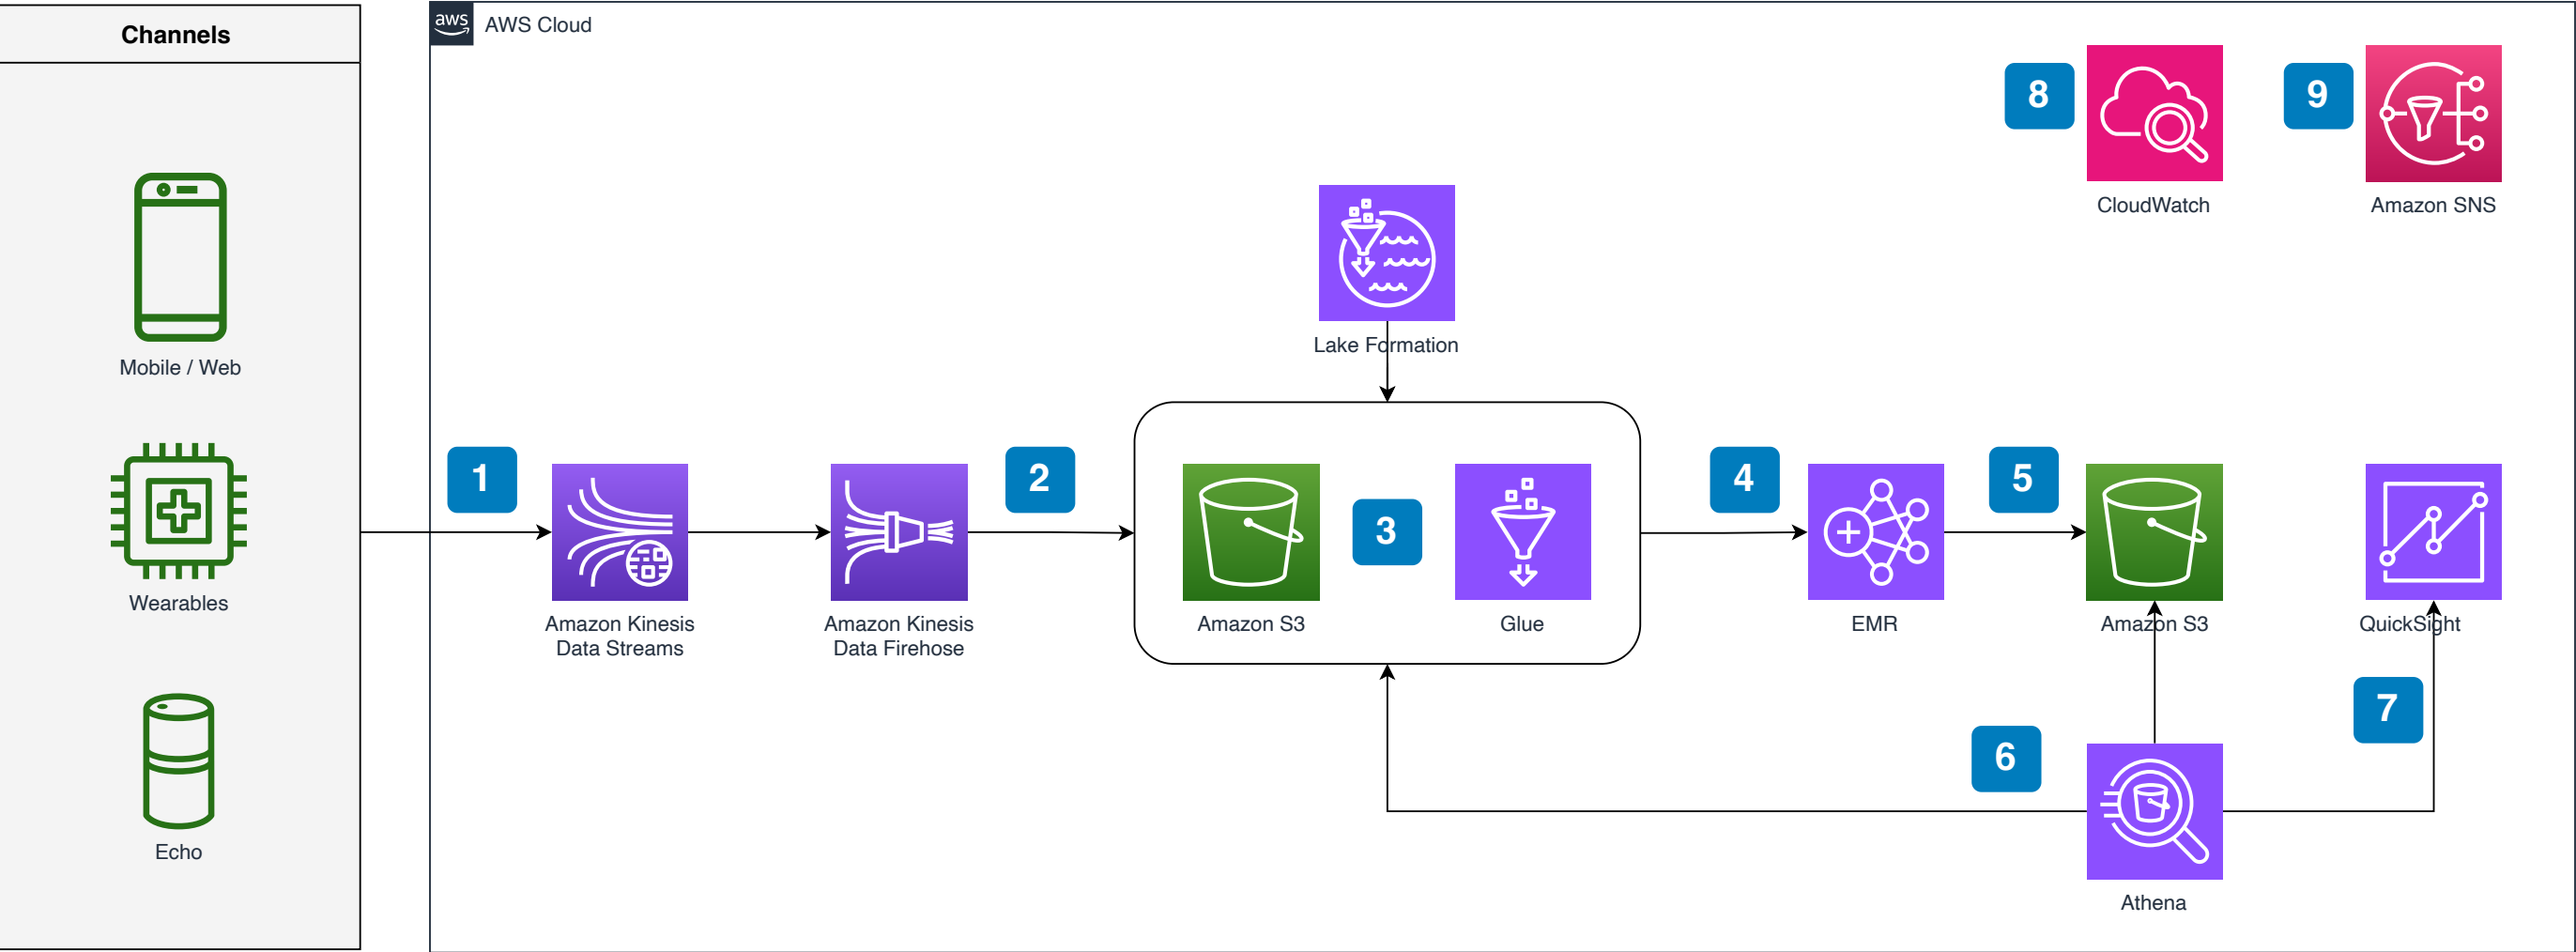 Channels
Mobile / Web
Wearables
Echo
aws
AWS Cloud
8
CloudWatch
9
Amazon SNS
Lake Formation
1
Amazon Kinesis
Data Streams
Amazon Kinesis
Data Firehose
2
Amazon S3
3
Glue
4
EMR
5
Amazon S3
QuickSight
6
7
Athena